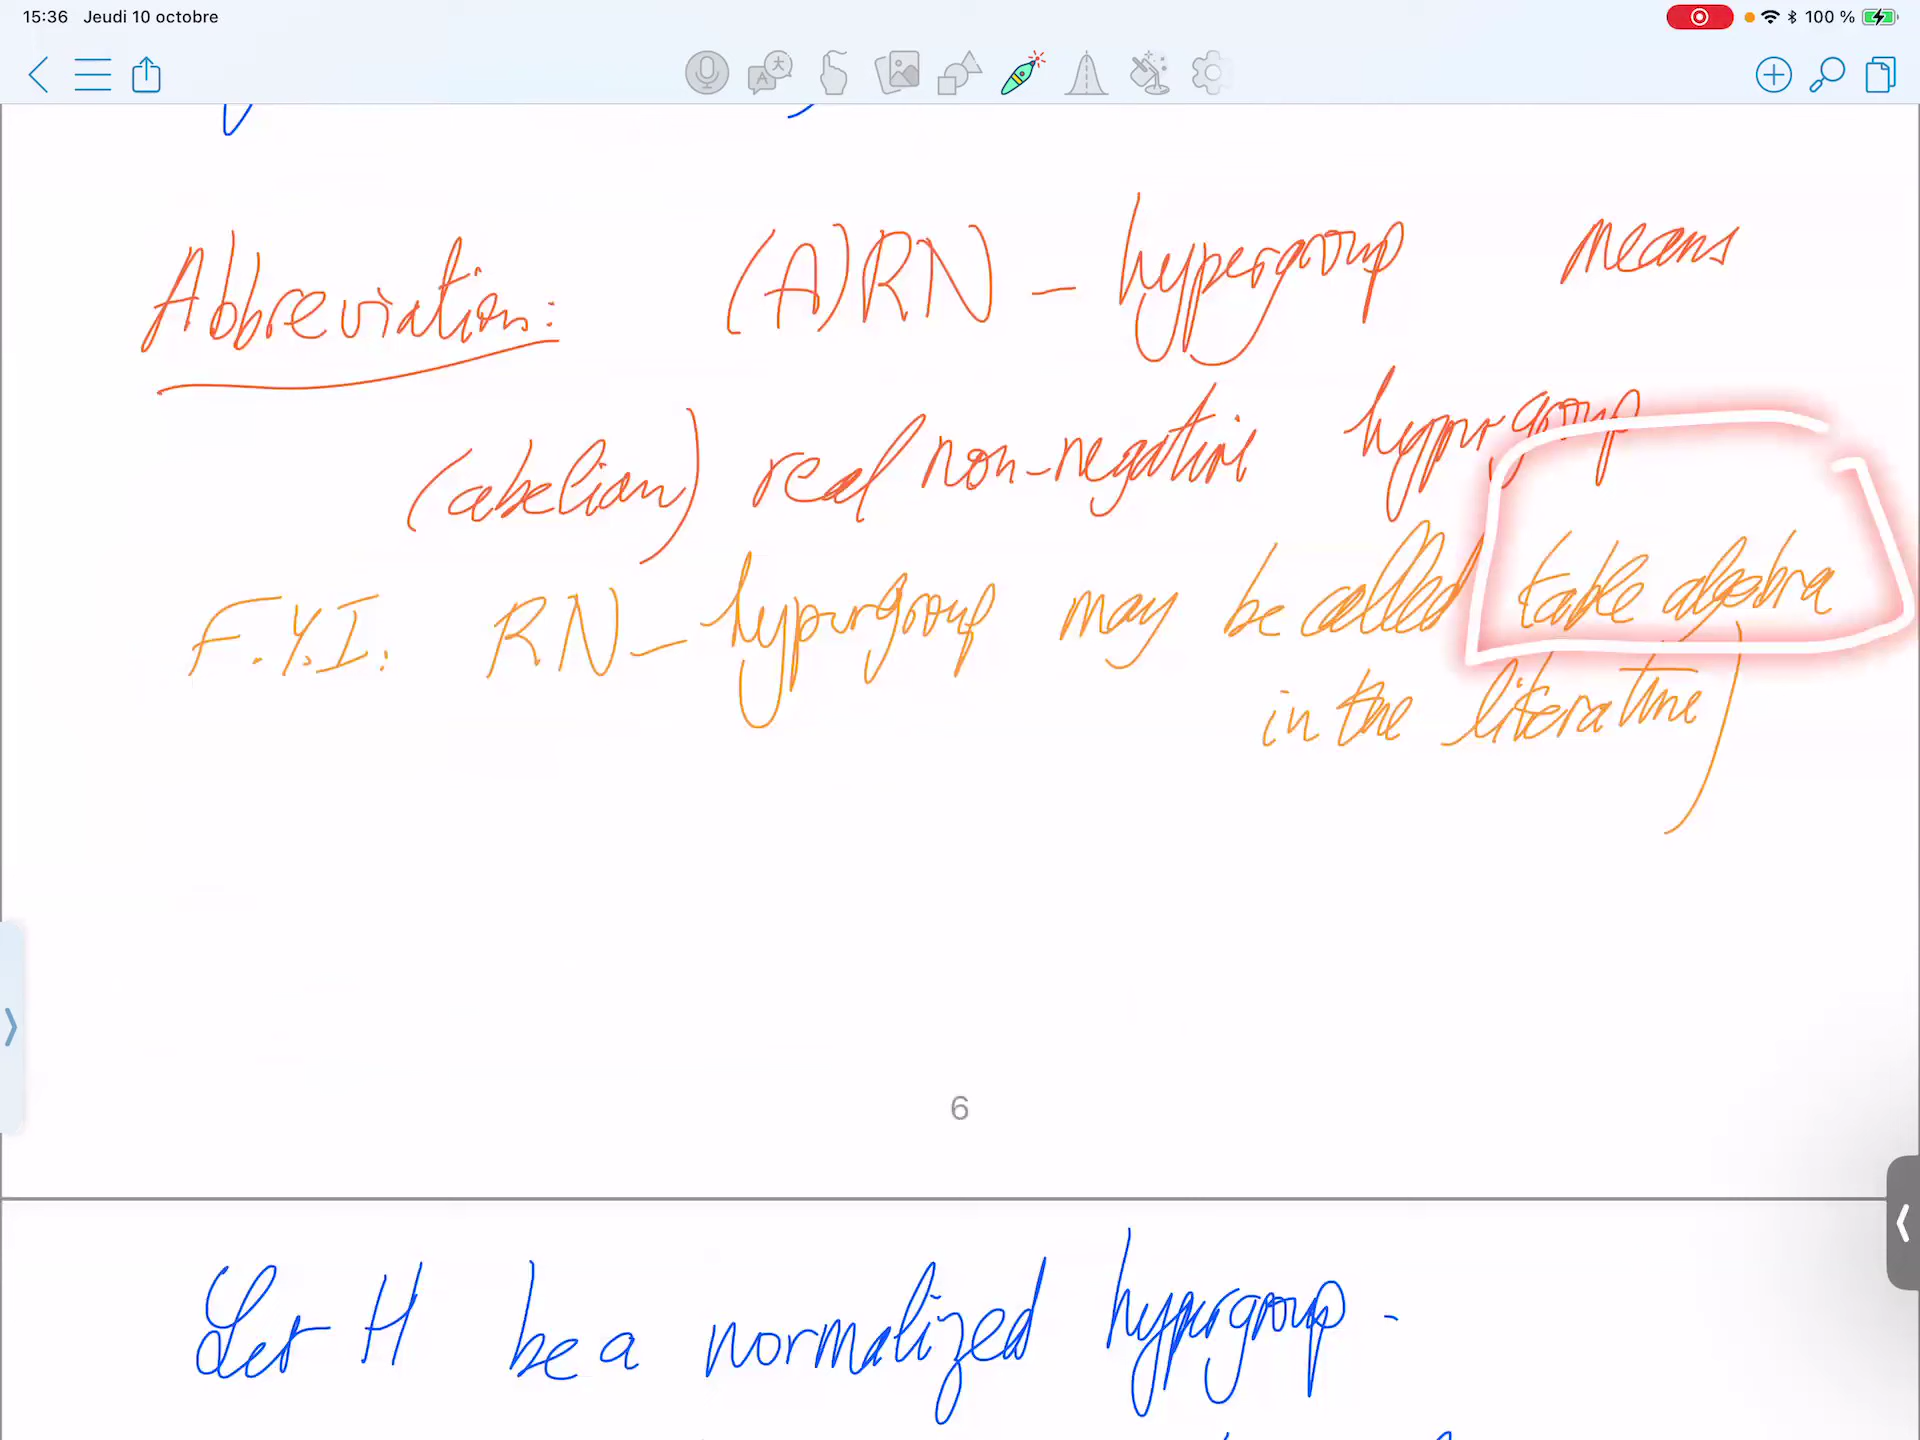 15:36 Jeudi 10 octobre 100 %
Abbreviation: (A)RN - hypergroup means
(abelian) real non-negative hypergroup
F.Y.I. RN - hypergroup may be called table algebra
in the literature)
6
Let H be a normalized hypergroup.